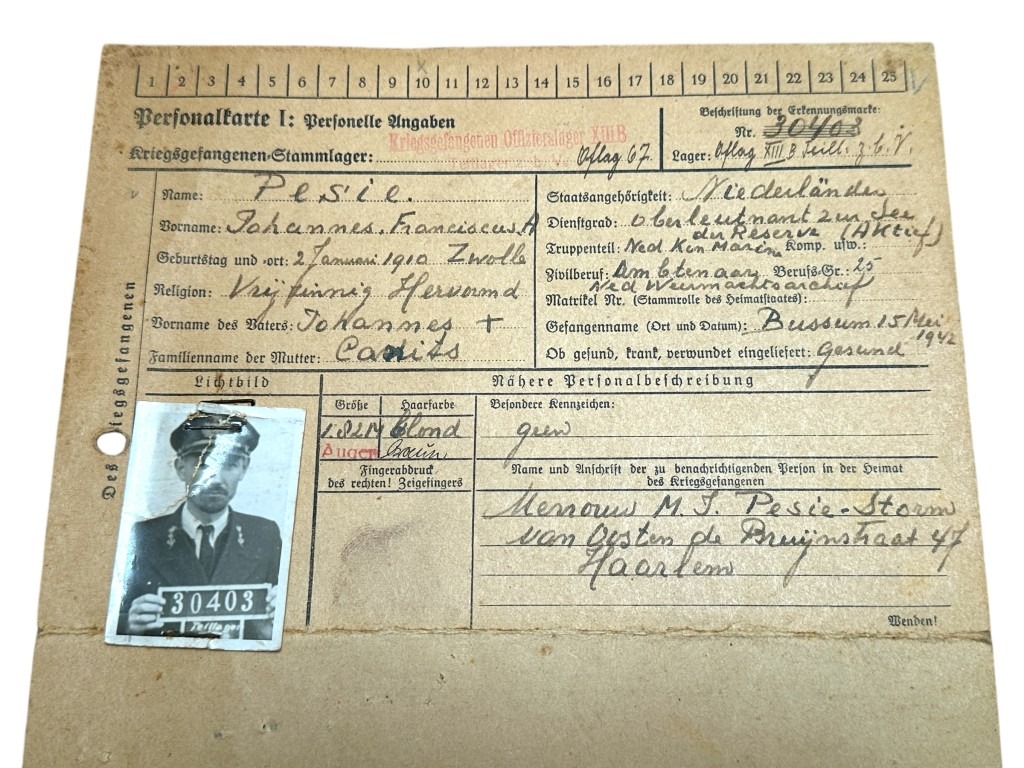 1 2 3 4 5 6 7 8 9 10 11 12 13 14 15 16 17 18 19 20 21 22 23 24 25
Personalkarte I: Personelle Angaben
Kriegsgefangenen-Stammlager: Oflag 67.
Kriegsgefangenen Offizierslager XIIIB
Teillager z. b. V.
Beschriftung der Erkennungsmarke:
Nr. 30403
Lager: Oflag XIII B Teill. z. b. V.
Des Kriegsgefangenen
Name: Pesie.
Vorname: Johannes. Franciscus. A
Geburtstag und -ort: 2 Januari 1910 Zwolle
Religion: Vrijzinnig Hervormd
Vorname des Vaters: Johannes +
Familienname der Mutter:
Staatsangehörigkeit: Niederländer
Dienstgrad: Oberleutnant zur See
der Reserve (Aktief)
Truppenteil: Ned Kon Marine Komp. usw.:
Zivilberuf: Ambtenaar Berufs-Gr.: 25
Ned
Matrikel Nr. (Stammrolle des Heimatstaates):
Gefangenname (Ort und Datum): Bussum 15 Mei
1942
Ob gesund, krank, verwundet eingeliefert: gesund
Lichtbild
Nähere Personalbeschreibung
Größe Haarfarbe
1.82M blond
Augen Braun
Fingerabdruck
des rechten! Zeigefingers
Besondere Kennzeichen:
geen
Name und Anschrift der zu benachrichtigenden Person in der Heimat
des Kriegsgefangenen
Mevrouw M. J. Pesie-Storm
van Oosten de Bruijnstraat 47
Haarlem
Wenden!
30403
Teillager